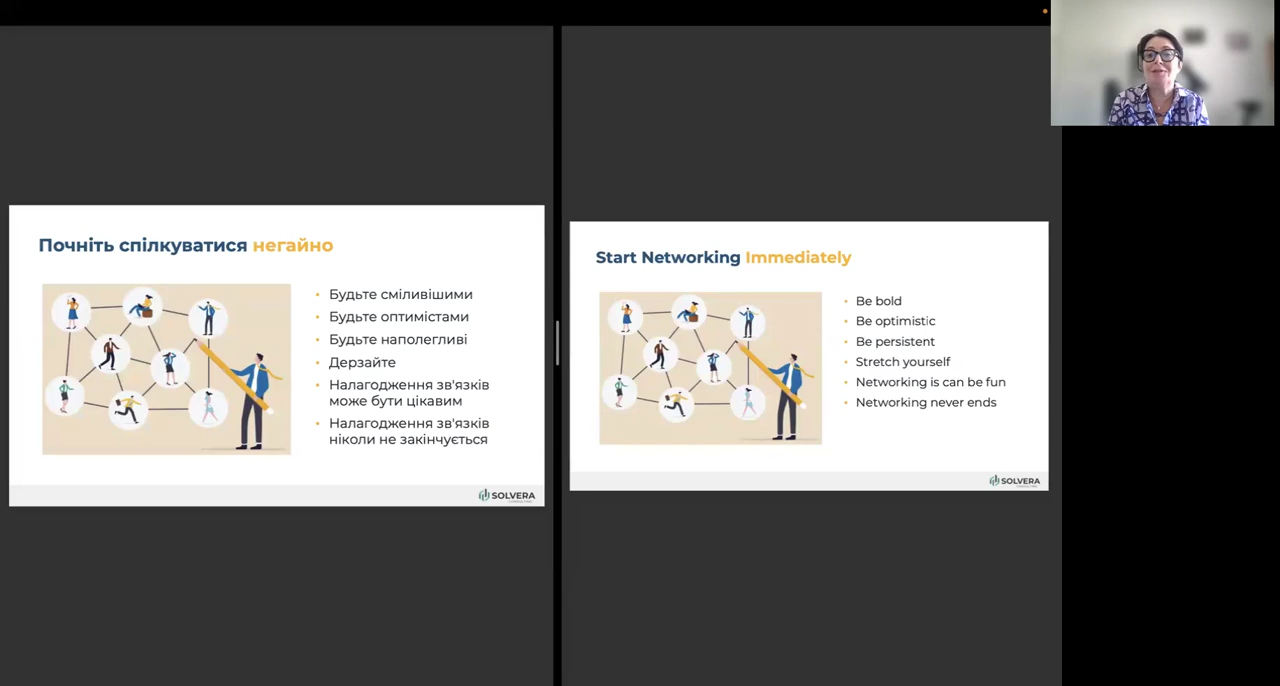 Почніть спілкуватися негайно
Будьте сміливішими
Будьте оптимістами
Будьте наполегливі
Дерзайте
Налагодження зв'язків
може бути цікавим
Налагодження зв'язків
ніколи не закінчується
SOLVERA
Start Networking Immediately
Be bold
Be optimistic
Be persistent
Stretch yourself
Networking is can be fun
Networking never ends
SOLVERA